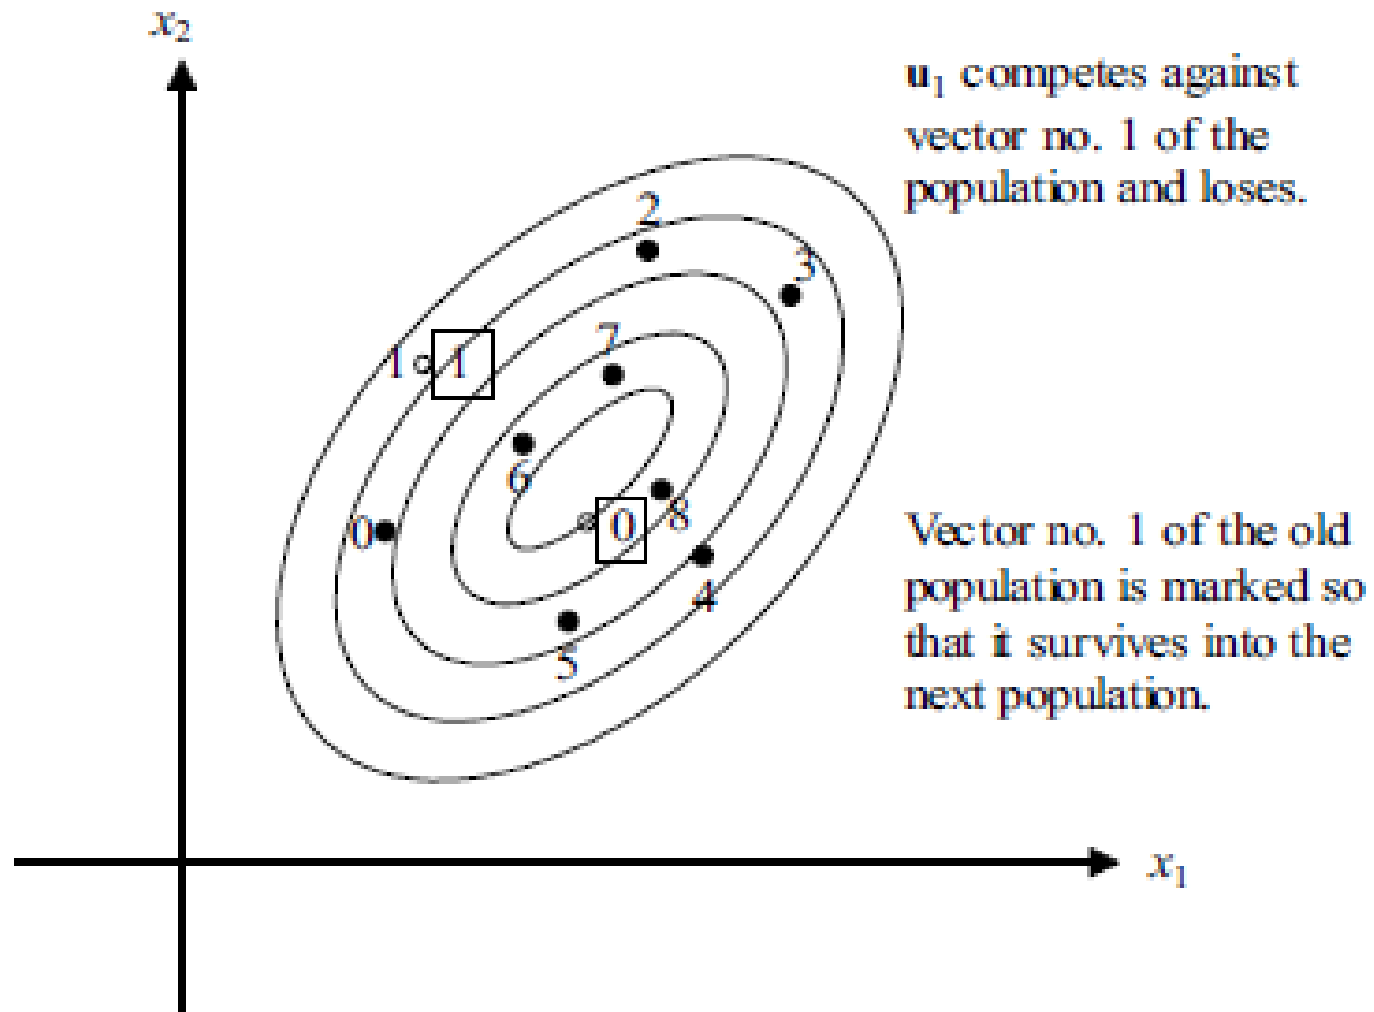 x₂
u₁ competes against
vector no. 1 of the
population and loses.
2
3
7
1 1
6
0
0 8
4
5
Vector no. 1 of the old
population is marked so
that it survives into the
next population.
x₁